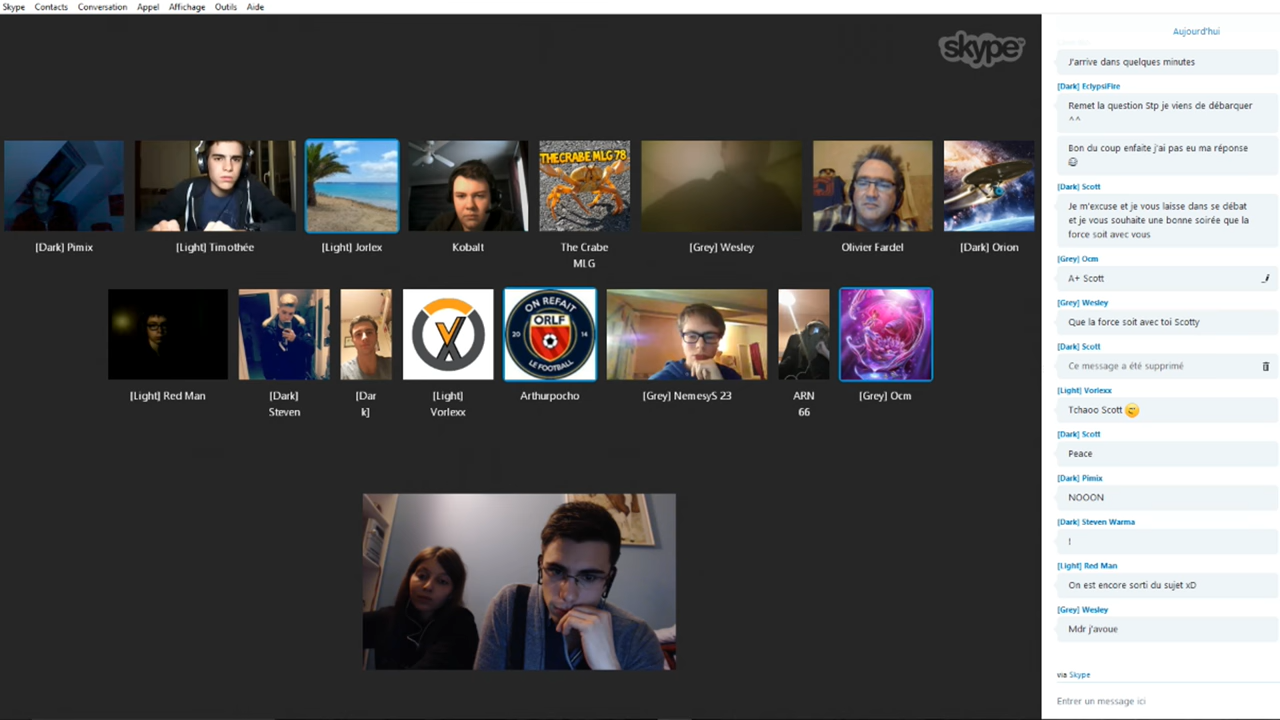 Skype Contacts Conversation Appel Affichage Outils Aide
skype™
THE CRABE MLG 78
[Dark] Pimix
[Light] Timothée
[Light] Jorlex
Kobalt
The Crabe
MLG
[Grey] Wesley
Olivier Fardel
[Dark] Orion
ON REFAIT
ORLF
20 14
LE FOOTBALL
[Light] Red Man
[Dark]
Steven
[Dar
k]
[Light]
Vorlexx
Arthurpocho
[Grey] NemesyS 23
ARN
66
[Grey] Ocm
Aujourd'hui
J'arrive dans quelques minutes
[Dark] EclypsiFire
Remet la question Stp je viens de débarquer
^^
Bon du coup enfaite j'ai pas eu ma réponse
[Dark] Scott
Je m'excuse et je vous laisse dans se débat
et je vous souhaite une bonne soirée que la
force soit avec vous
[Grey] Ocm
A+ Scott
[Grey] Wesley
Que la force soit avec toi Scotty
[Dark] Scott
Ce message a été supprimé
[Light] Vorlexx
Tchaoo Scott
[Dark] Scott
Peace
[Dark] Pimix
NOOON
[Dark] Steven Warma
!
[Light] Red Man
On est encore sorti du sujet xD
[Grey] Wesley
Mdr j'avoue
via Skype
Entrer un message ici